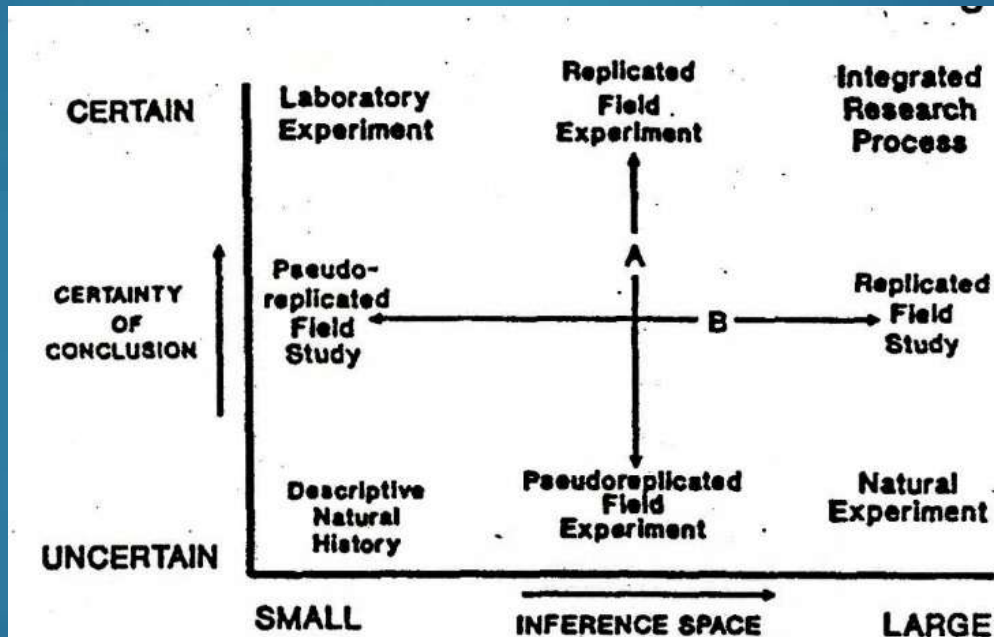 CERTAIN
Laboratory
Experiment
Replicated
Field
Experiment
Integrated
Research
Process
A
CERTAINTY
OF
CONCLUSION
Pseudo-
replicated
Field
Study
B
Replicated
Field
Study
Descriptive
Natural
History
Pseudoreplicated
Field
Experiment
Natural
Experiment
UNCERTAIN
SMALL
INFERENCE SPACE
LARGE